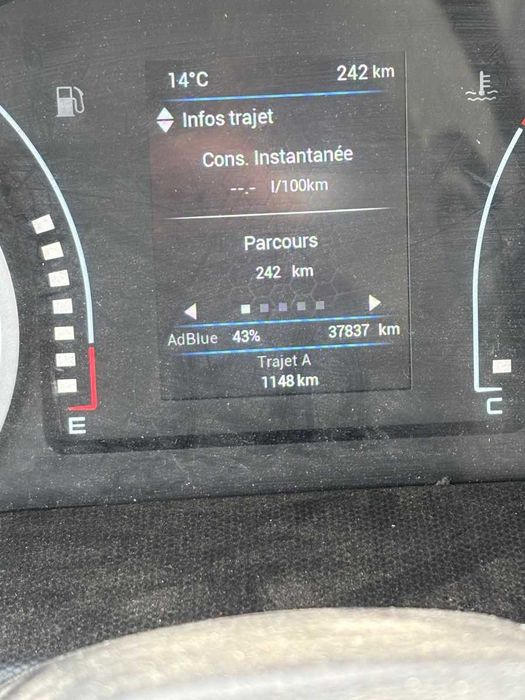 14°C 242 km
Infos trajet
Cons. Instantanée
--.- l/100km
Parcours
242 km
AdBlue 43% 37837 km
Trajet A
1148 km
E
C